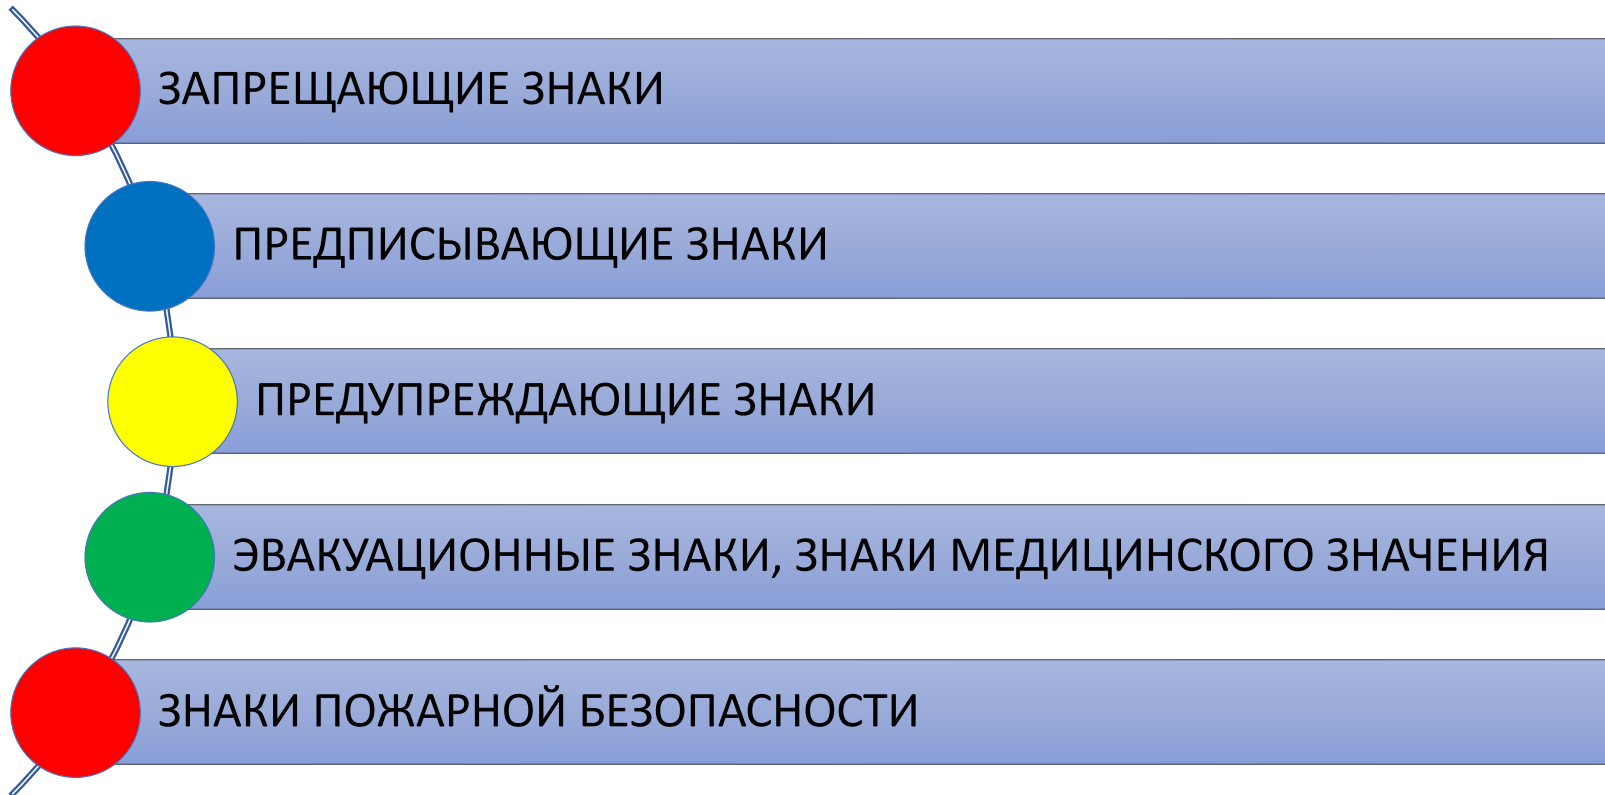 ЗАПРЕЩАЮЩИЕ ЗНАКИ
ПРЕДПИСЫВАЮЩИЕ ЗНАКИ
ПРЕДУПРЕЖДАЮЩИЕ ЗНАКИ
ЭВАКУАЦИОННЫЕ ЗНАКИ, ЗНАКИ МЕДИЦИНСКОГО ЗНАЧЕНИЯ
ЗНАКИ ПОЖАРНОЙ БЕЗОПАСНОСТИ